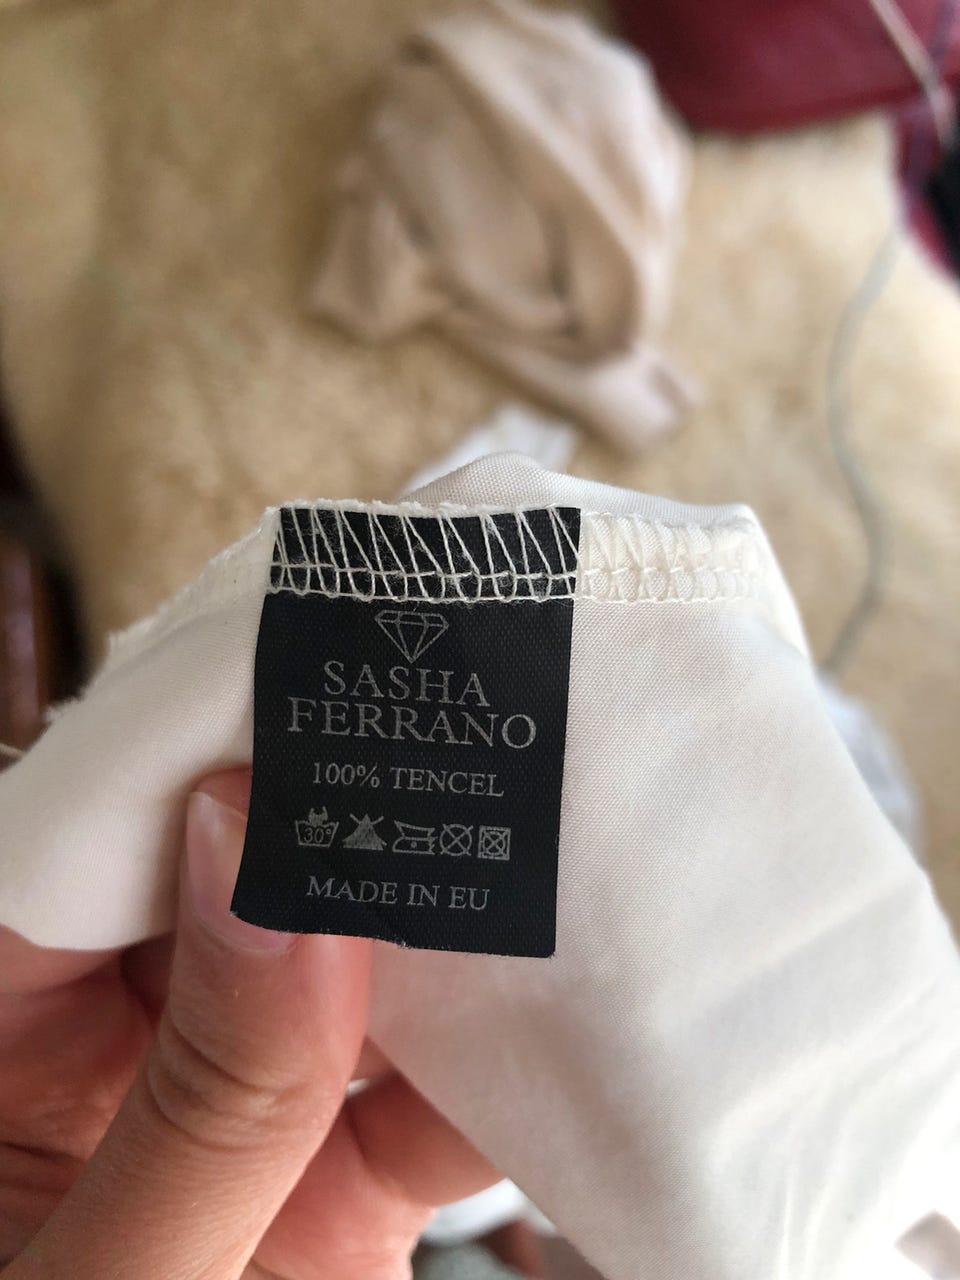 SASHA
FERRANO
100% TENCEL
30°
MADE IN EU